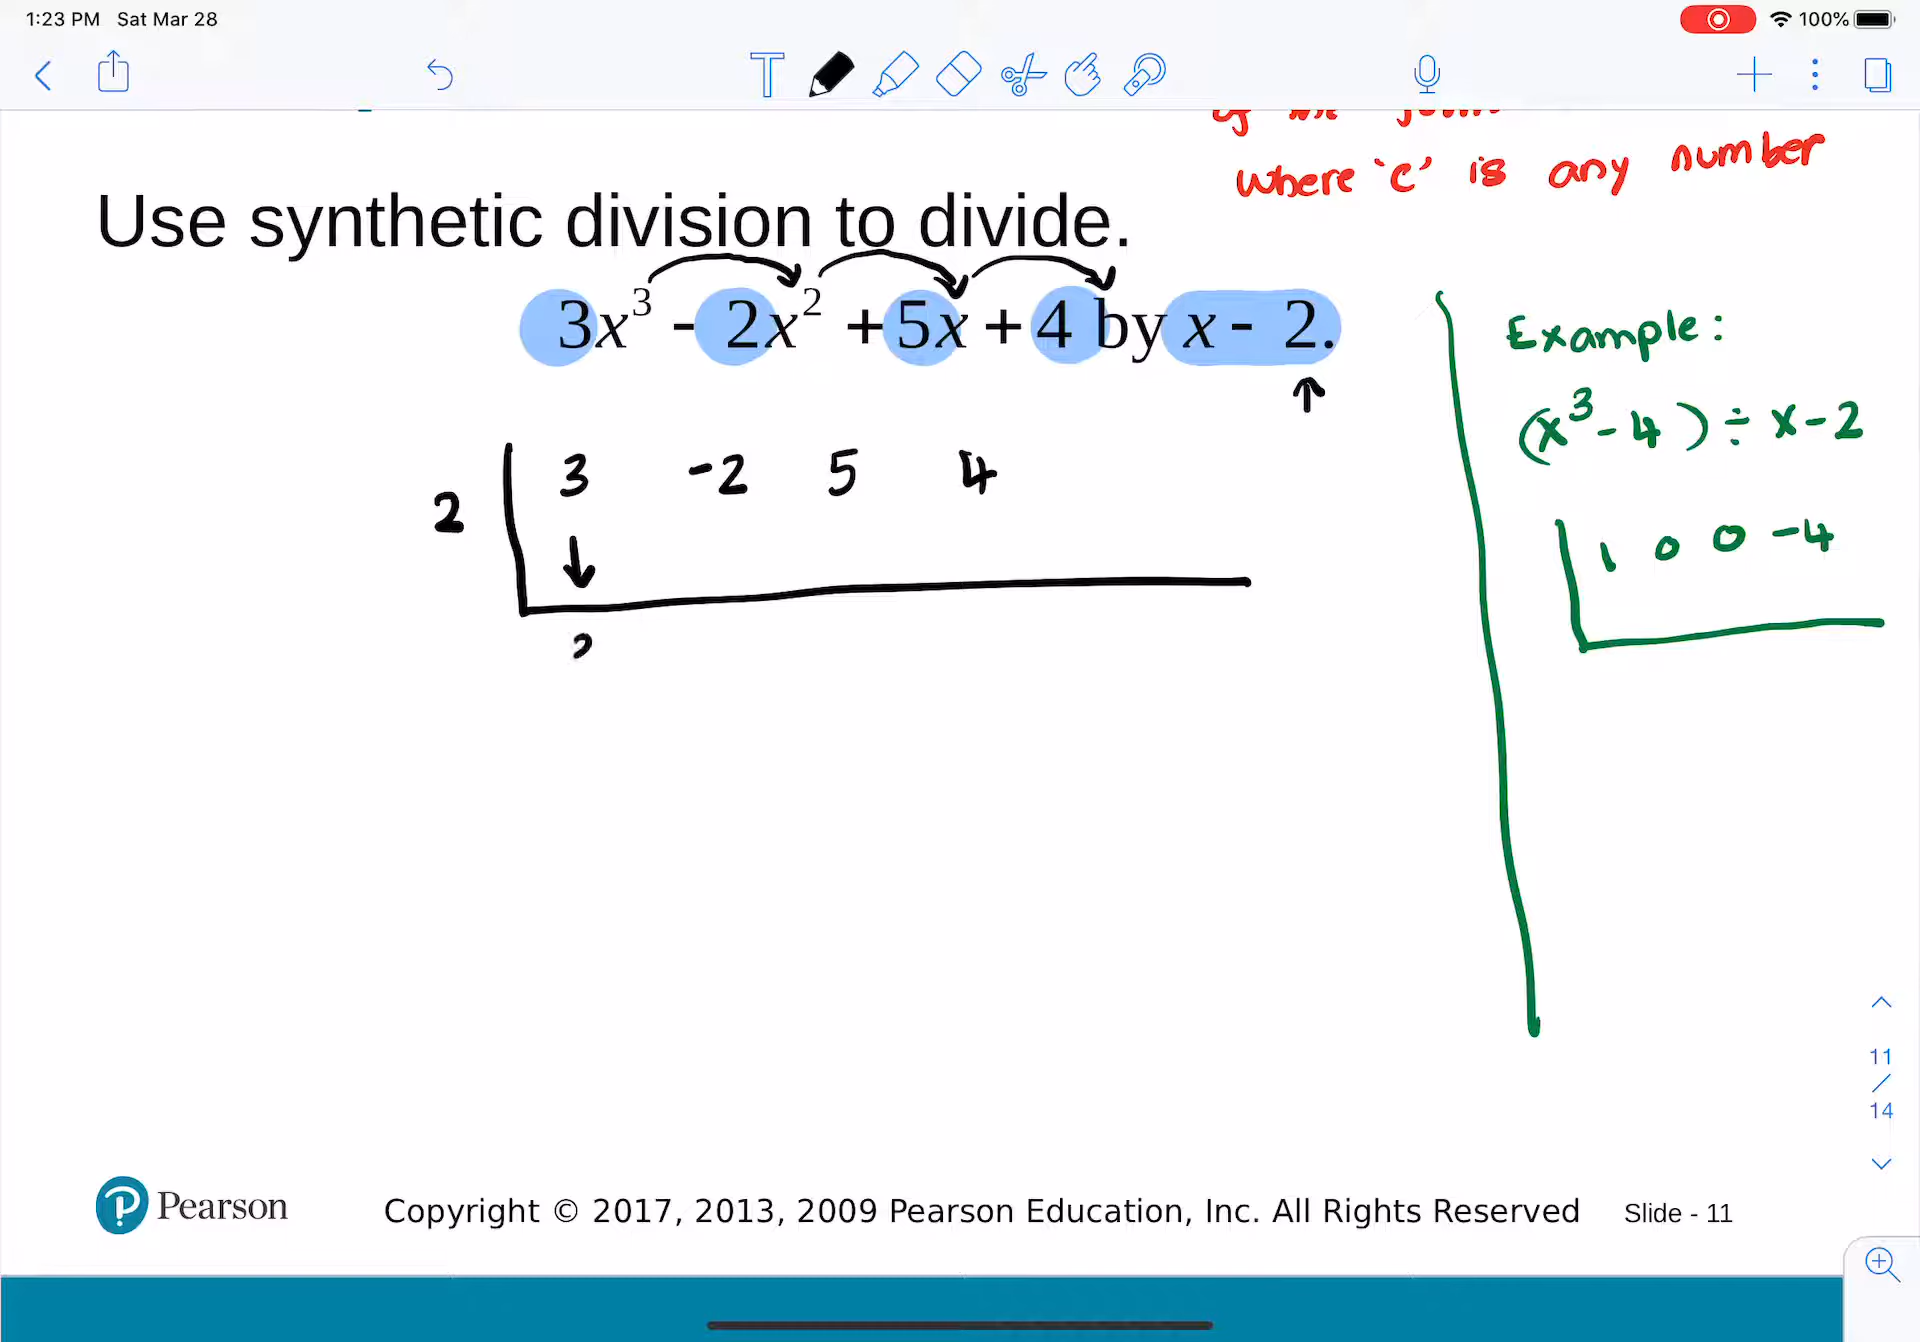 1:23 PM Sat Mar 28
100%
where 'c' is any number
Use synthetic division to divide.
3x³ - 2x² + 5x + 4 by x - 2.
Example:
(x³ - 4) ÷ x - 2
2
3 -2 5 4
1 0 0 -4
11
/
14
Pearson
Copyright © 2017, 2013, 2009 Pearson Education, Inc. All Rights Reserved
Slide - 11